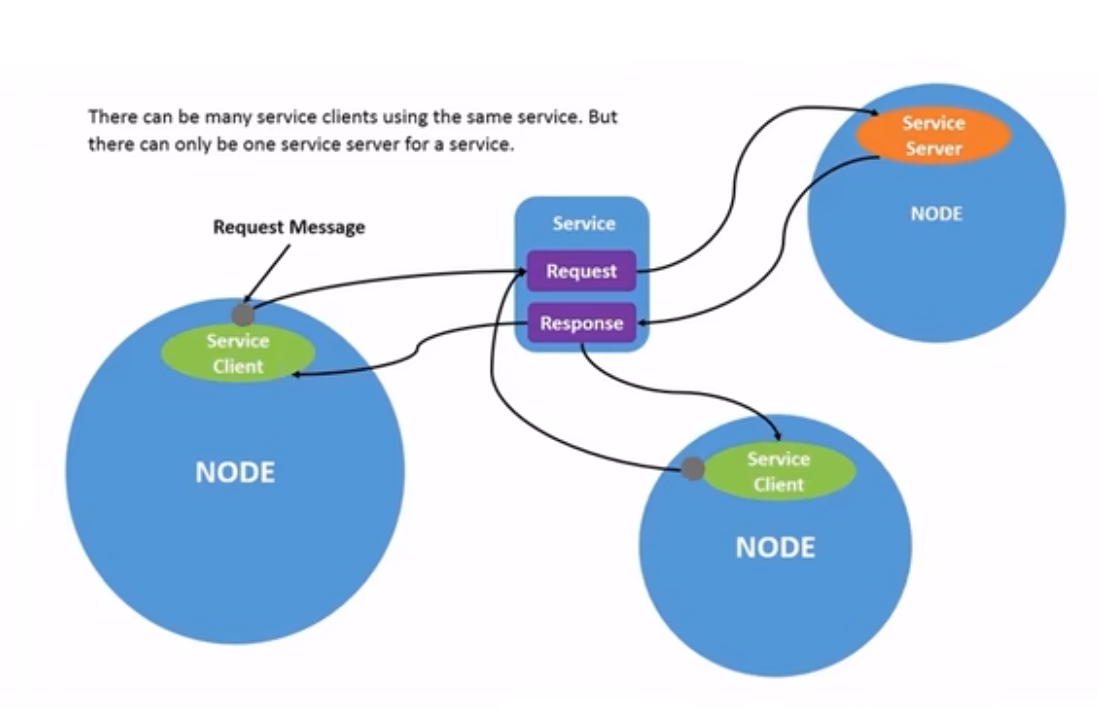 There can be many service clients using the same service. But
there can only be one service server for a service.
Service
Server
NODE
Request Message
Service
Request
Response
Service
Client
NODE
Service
Client
NODE